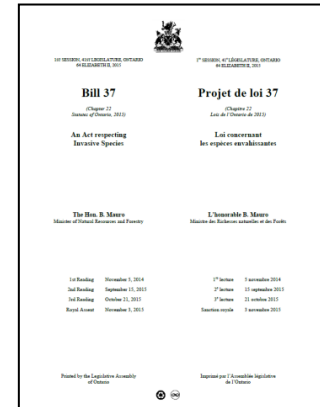 1ST SESSION, 41ST LEGISLATURE, ONTARIO
64 ELIZABETH II, 2015
Bill 37
(Chapter 22
Statutes of Ontario, 2015)
An Act respecting
Invasive Species
The Hon. B. Mauro
Minister of Natural Resources and Forestry
1st Reading November 5, 2014
2nd Reading September 15, 2015
3rd Reading October 21, 2015
Royal Assent November 3, 2015
Printed by the Legislative Assembly
of Ontario
1re SESSION, 41e LÉGISLATURE, ONTARIO
64 ELIZABETH II, 2015
Projet de loi 37
(Chapitre 22
Lois de l'Ontario de 2015)
Loi concernant
les espèces envahissantes
L'honorable B. Mauro
Ministre des Richesses naturelles et des Forêts
1re lecture 5 novembre 2014
2e lecture 15 septembre 2015
3e lecture 21 octobre 2015
Sanction royale 3 novembre 2015
Imprimé par l'Assemblée législative
de l'Ontario